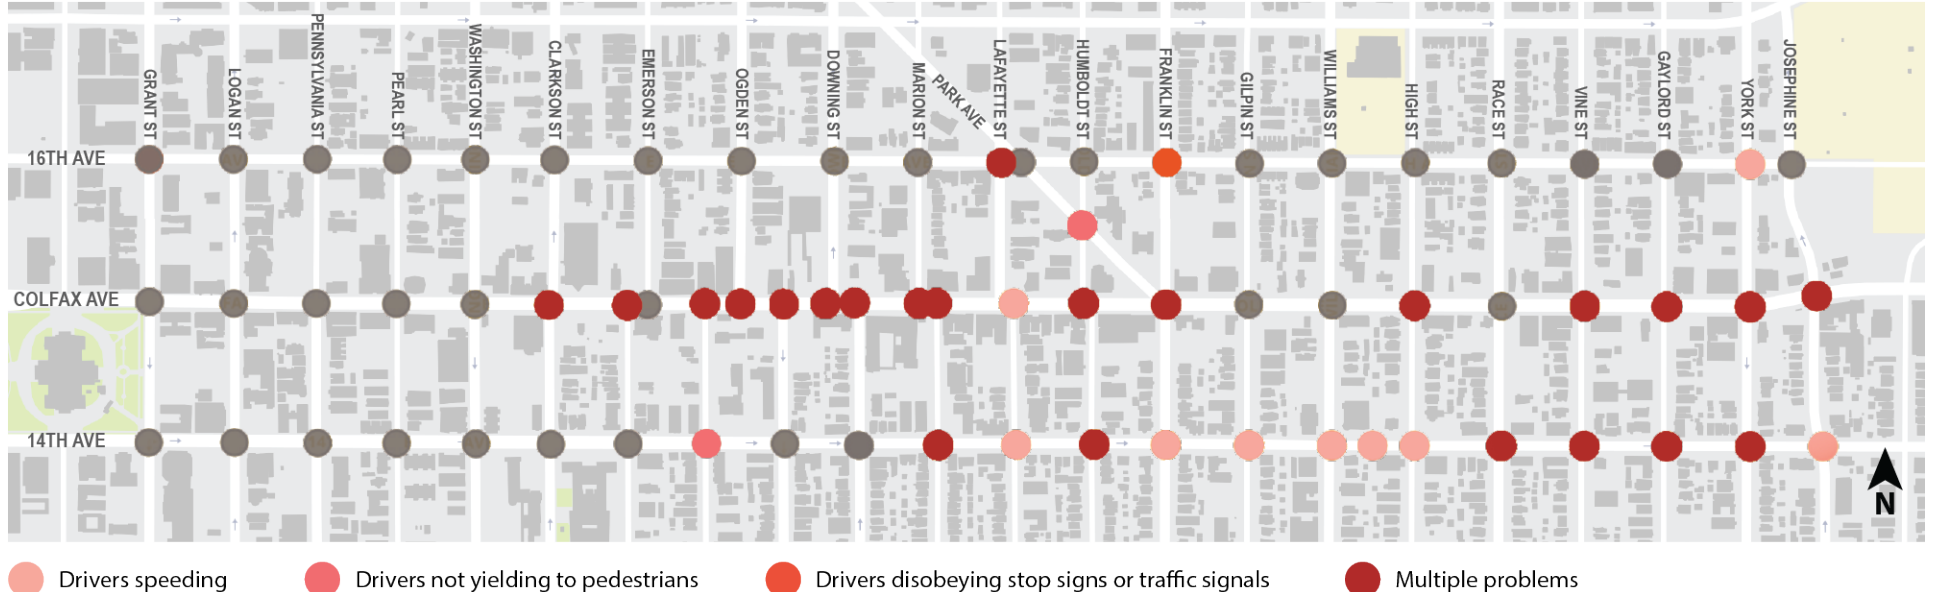 GRANT ST
LOGAN ST
PENNSYLVANIA ST
PEARL ST
WASHINGTON ST
CLARKSON ST
EMERSON ST
OGDEN ST
DOWNING ST
MARION ST
PARK AVE
LAFAYETTE ST
HUMBOLDT ST
FRANKLIN ST
GILPIN ST
WILLIAMS ST
HIGH ST
RACE ST
VINE ST
GAYLORD ST
YORK ST
JOSEPHINE ST
16TH AVE
COLFAX AVE
14TH AVE
N
Drivers speeding
Drivers not yielding to pedestrians
Drivers disobeying stop signs or traffic signals
Multiple problems